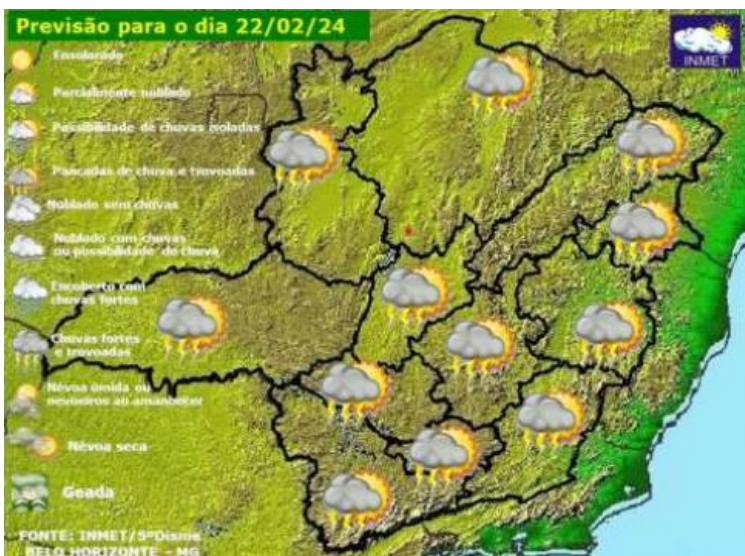 Previsão para o dia 22/02/24
INMET
Ensolarado
Parcialmente nublado
Possibilidade de chuvas isoladas
Pancadas de chuva e trovoadas
Nublado sem chuvas
Nublado com chuvas
ou possibilidade de chuva
Encoberto com
chuvas fortes
Chuvas fortes
e trovoadas
Névoa úmida ou
nevoeiros ao amanhecer
Névoa seca
Geada
FONTE: INMET/5ºDisme
BELO HORIZONTE - MG